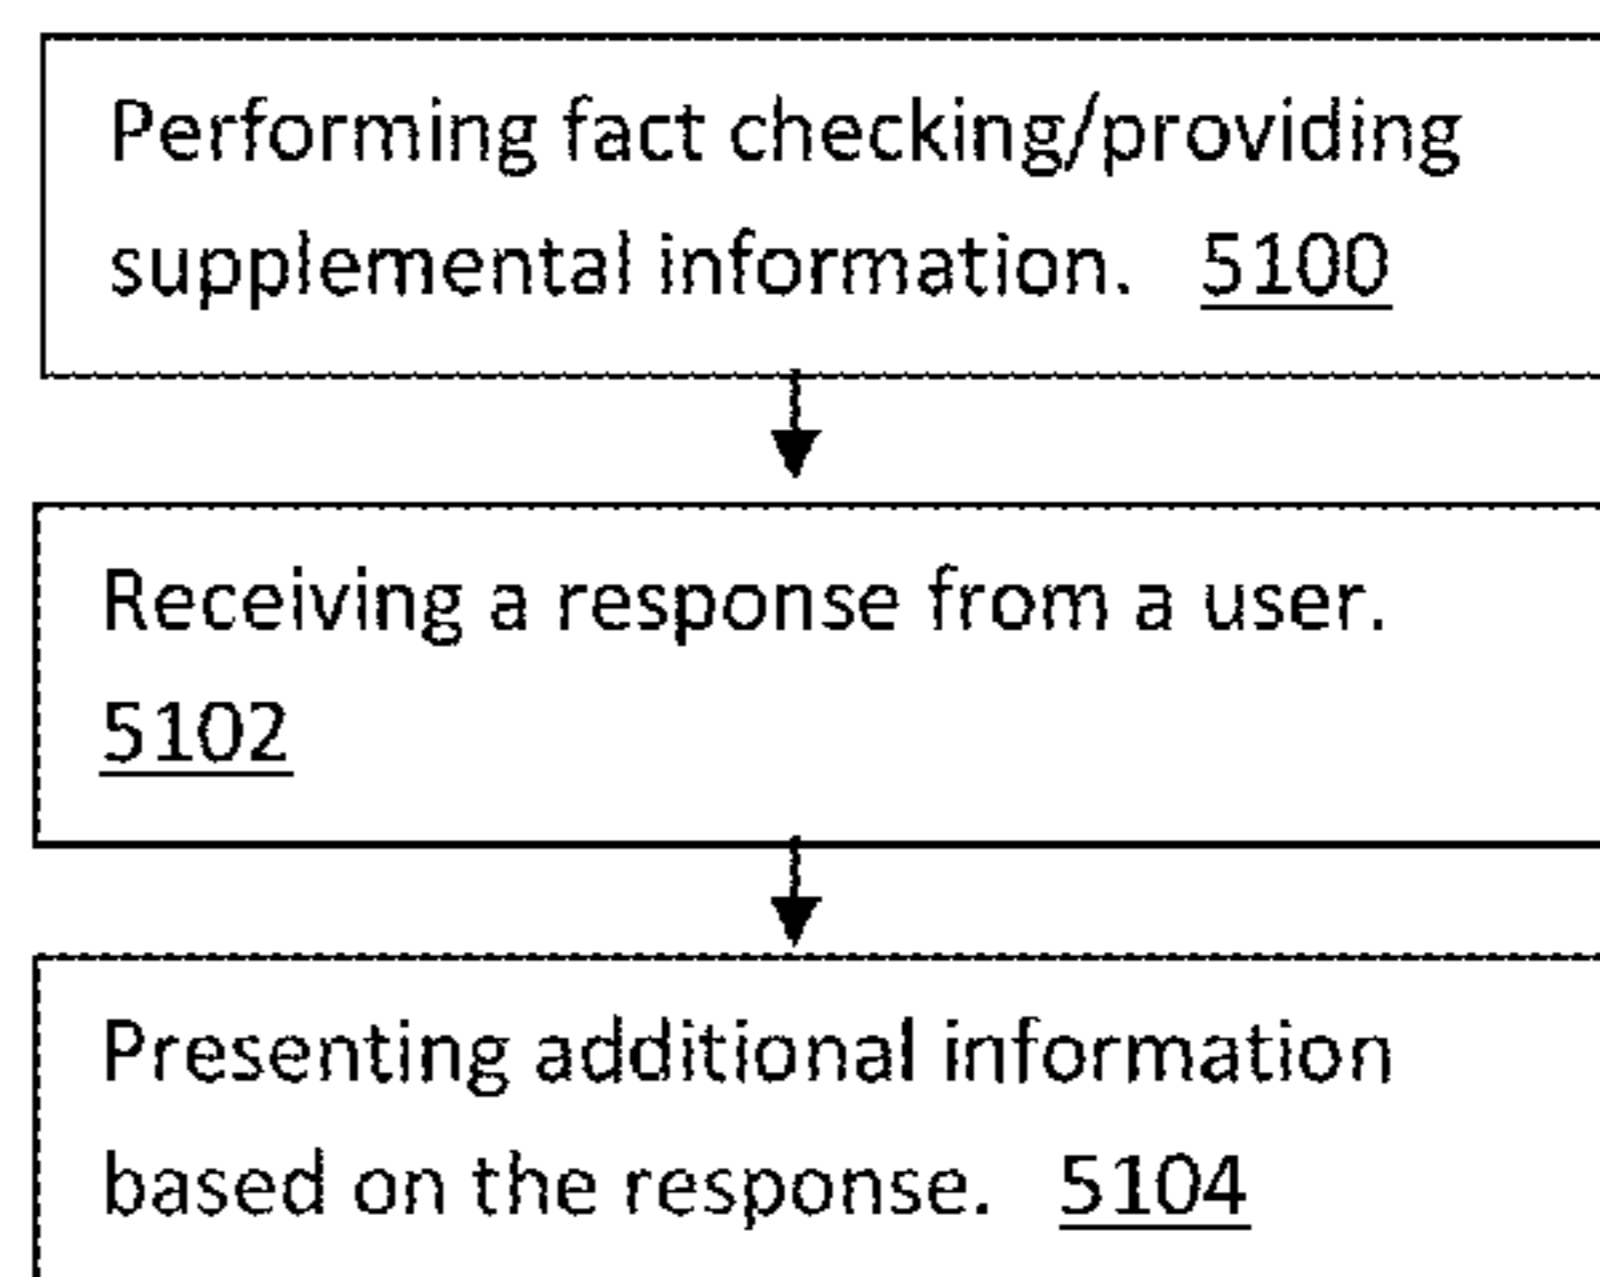 Performing fact checking/providing
supplemental information. 5100
Receiving a response from a user.
5102
Presenting additional information
based on the response. 5104